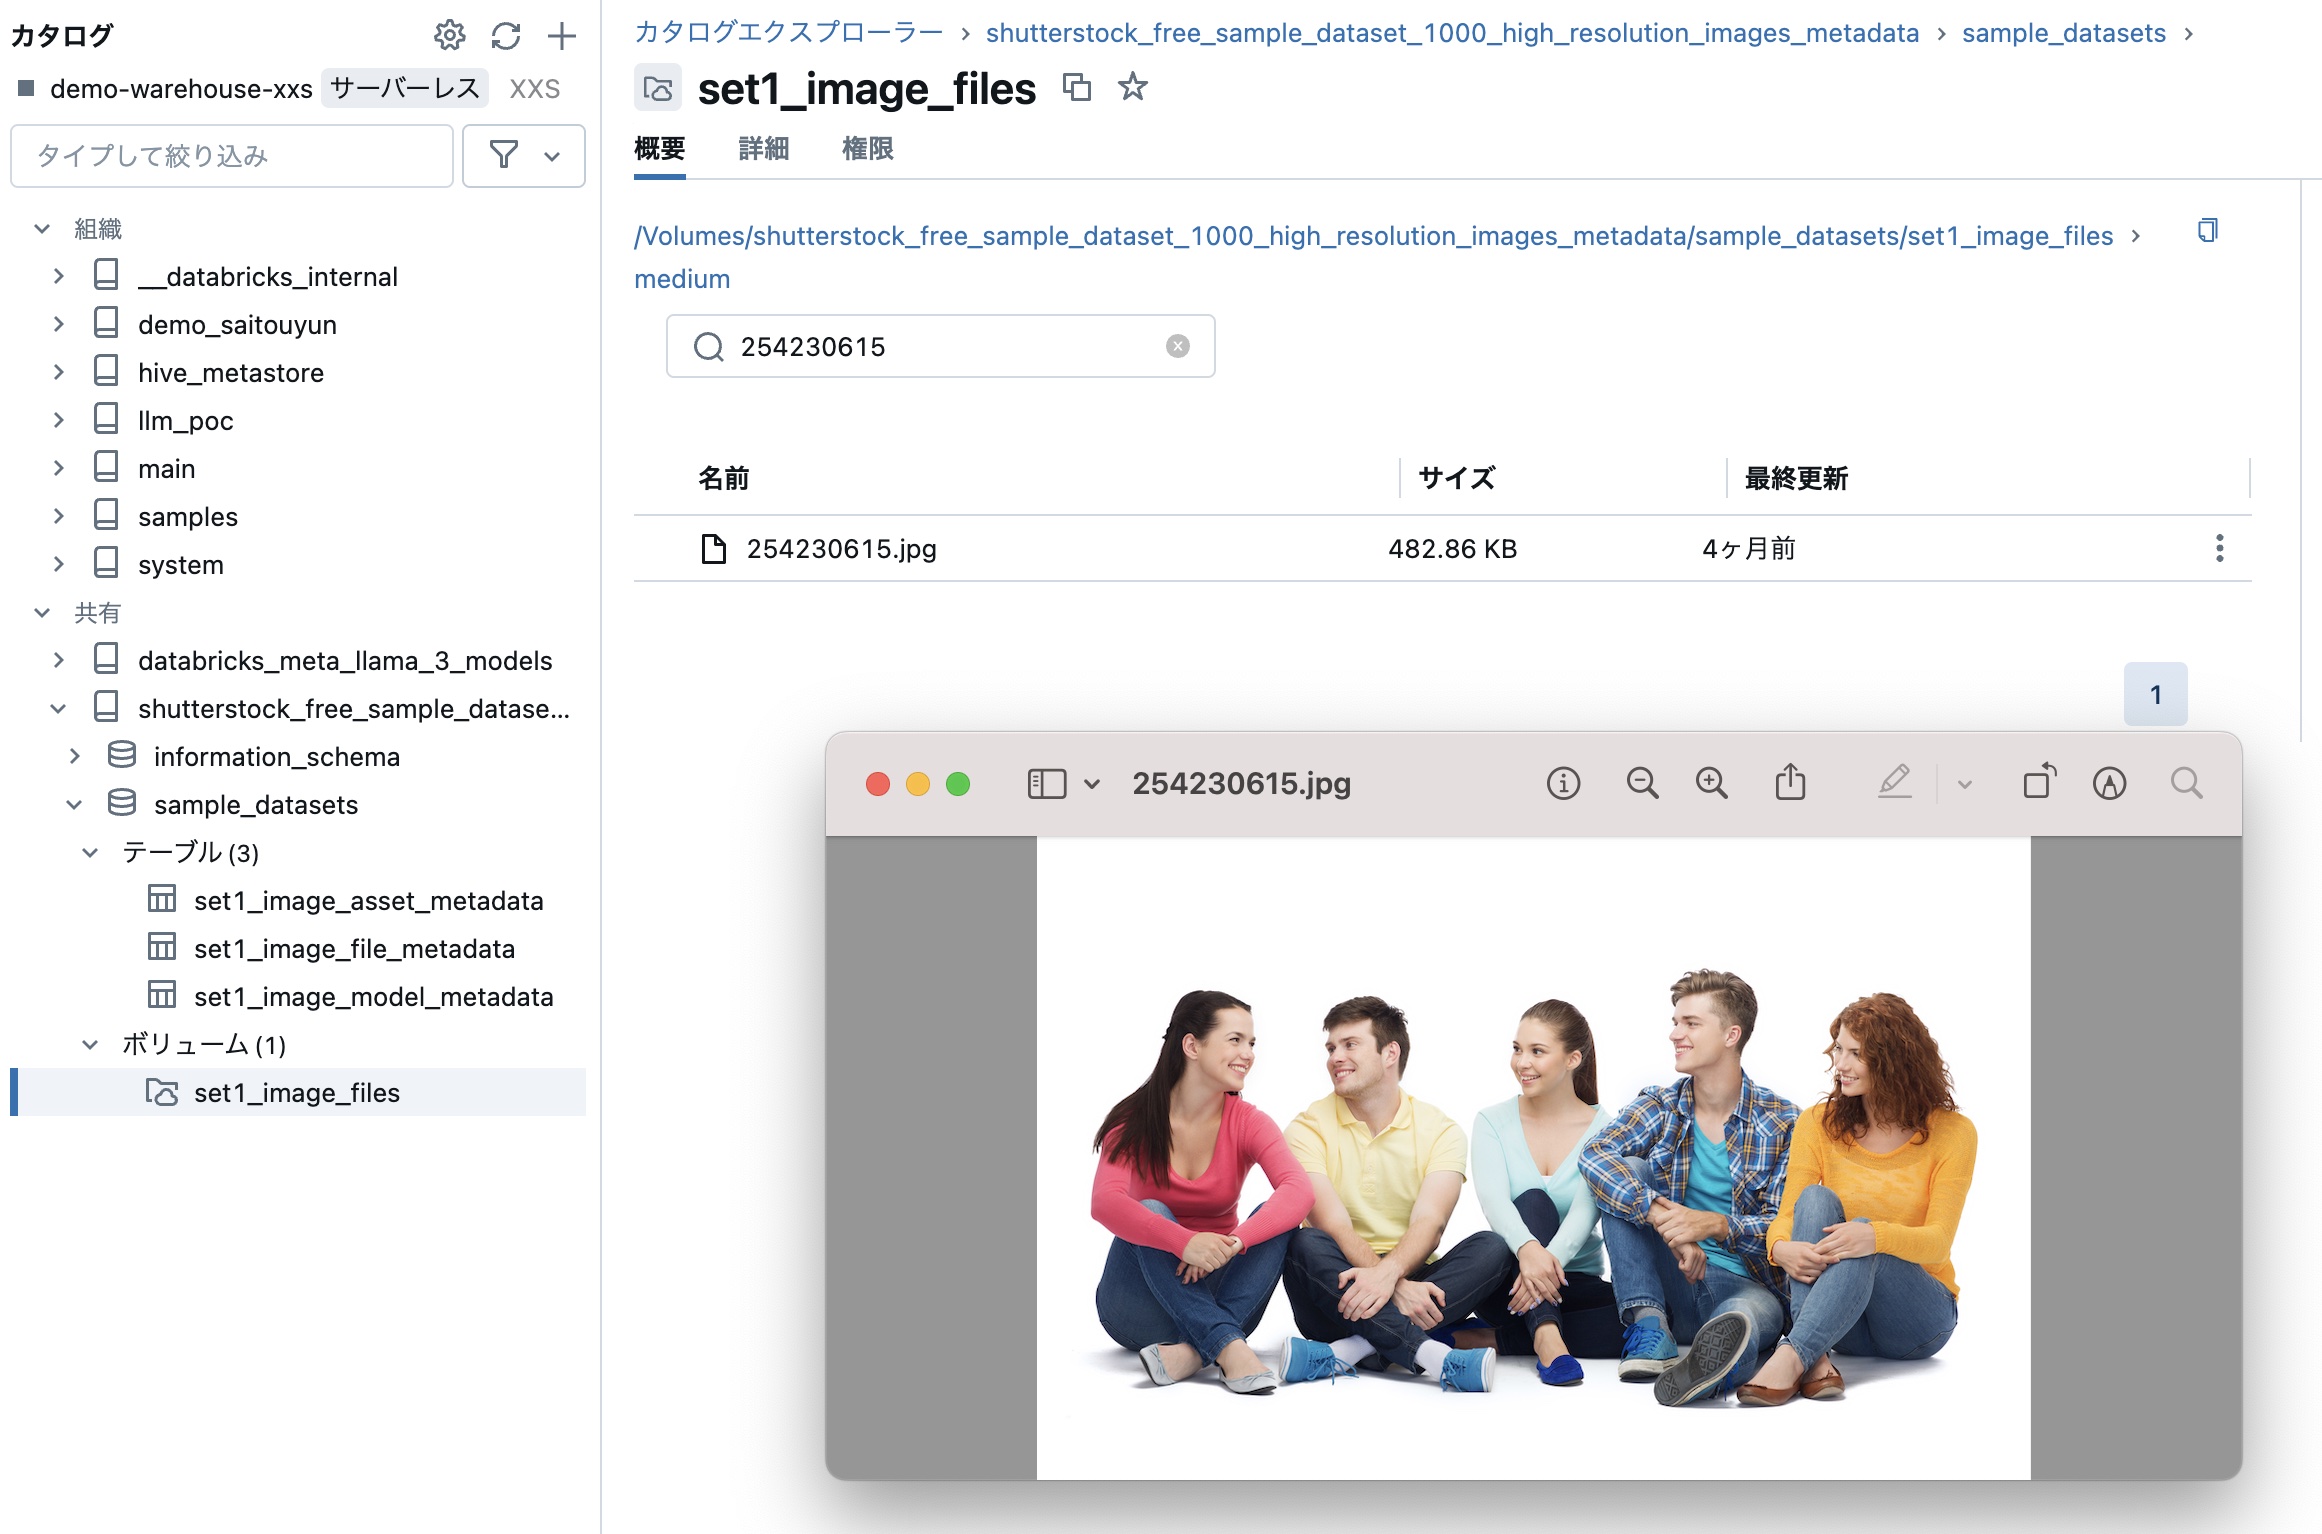 カタログ
demo-warehouse-xxs サーバーレス XXS
タイプして絞り込み
組織
__databricks_internal
demo_saitouyun
hive_metastore
llm_poc
main
samples
system
共有
databricks_meta_llama_3_models
shutterstock_free_sample_datase...
information_schema
sample_datasets
テーブル (3)
set1_image_asset_metadata
set1_image_file_metadata
set1_image_model_metadata
ボリューム (1)
set1_image_files
カタログエクスプローラー › shutterstock_free_sample_dataset_1000_high_resolution_images_metadata › sample_datasets ›
set1_image_files
概要 詳細 権限
/Volumes/shutterstock_free_sample_dataset_1000_high_resolution_images_metadata/sample_datasets/set1_image_files ›
medium
254230615
名前 サイズ 最終更新
254230615.jpg 482.86 KB 4ヶ月前
1
254230615.jpg